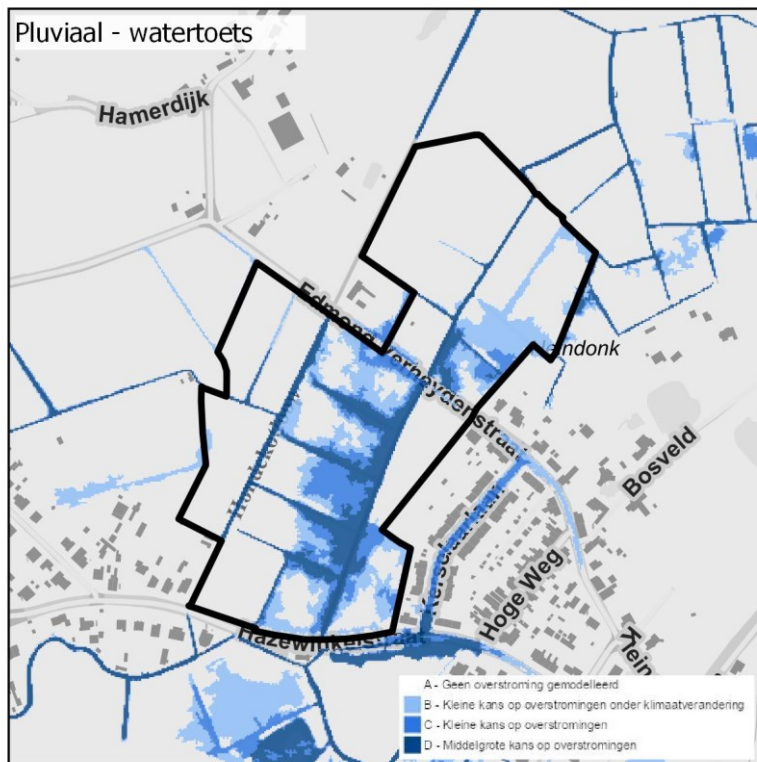 Pluviaal - watertoets
Hamerdijk
Edmond Verheydenstraat
Bosveld
Hoge Weg
Hazewinkelstraat
A - Geen overstroming gemodelleerd
B - Kleine kans op overstromingen onder klimaatverandering
C - Kleine kans op overstromingen
D - Middelgrote kans op overstromingen